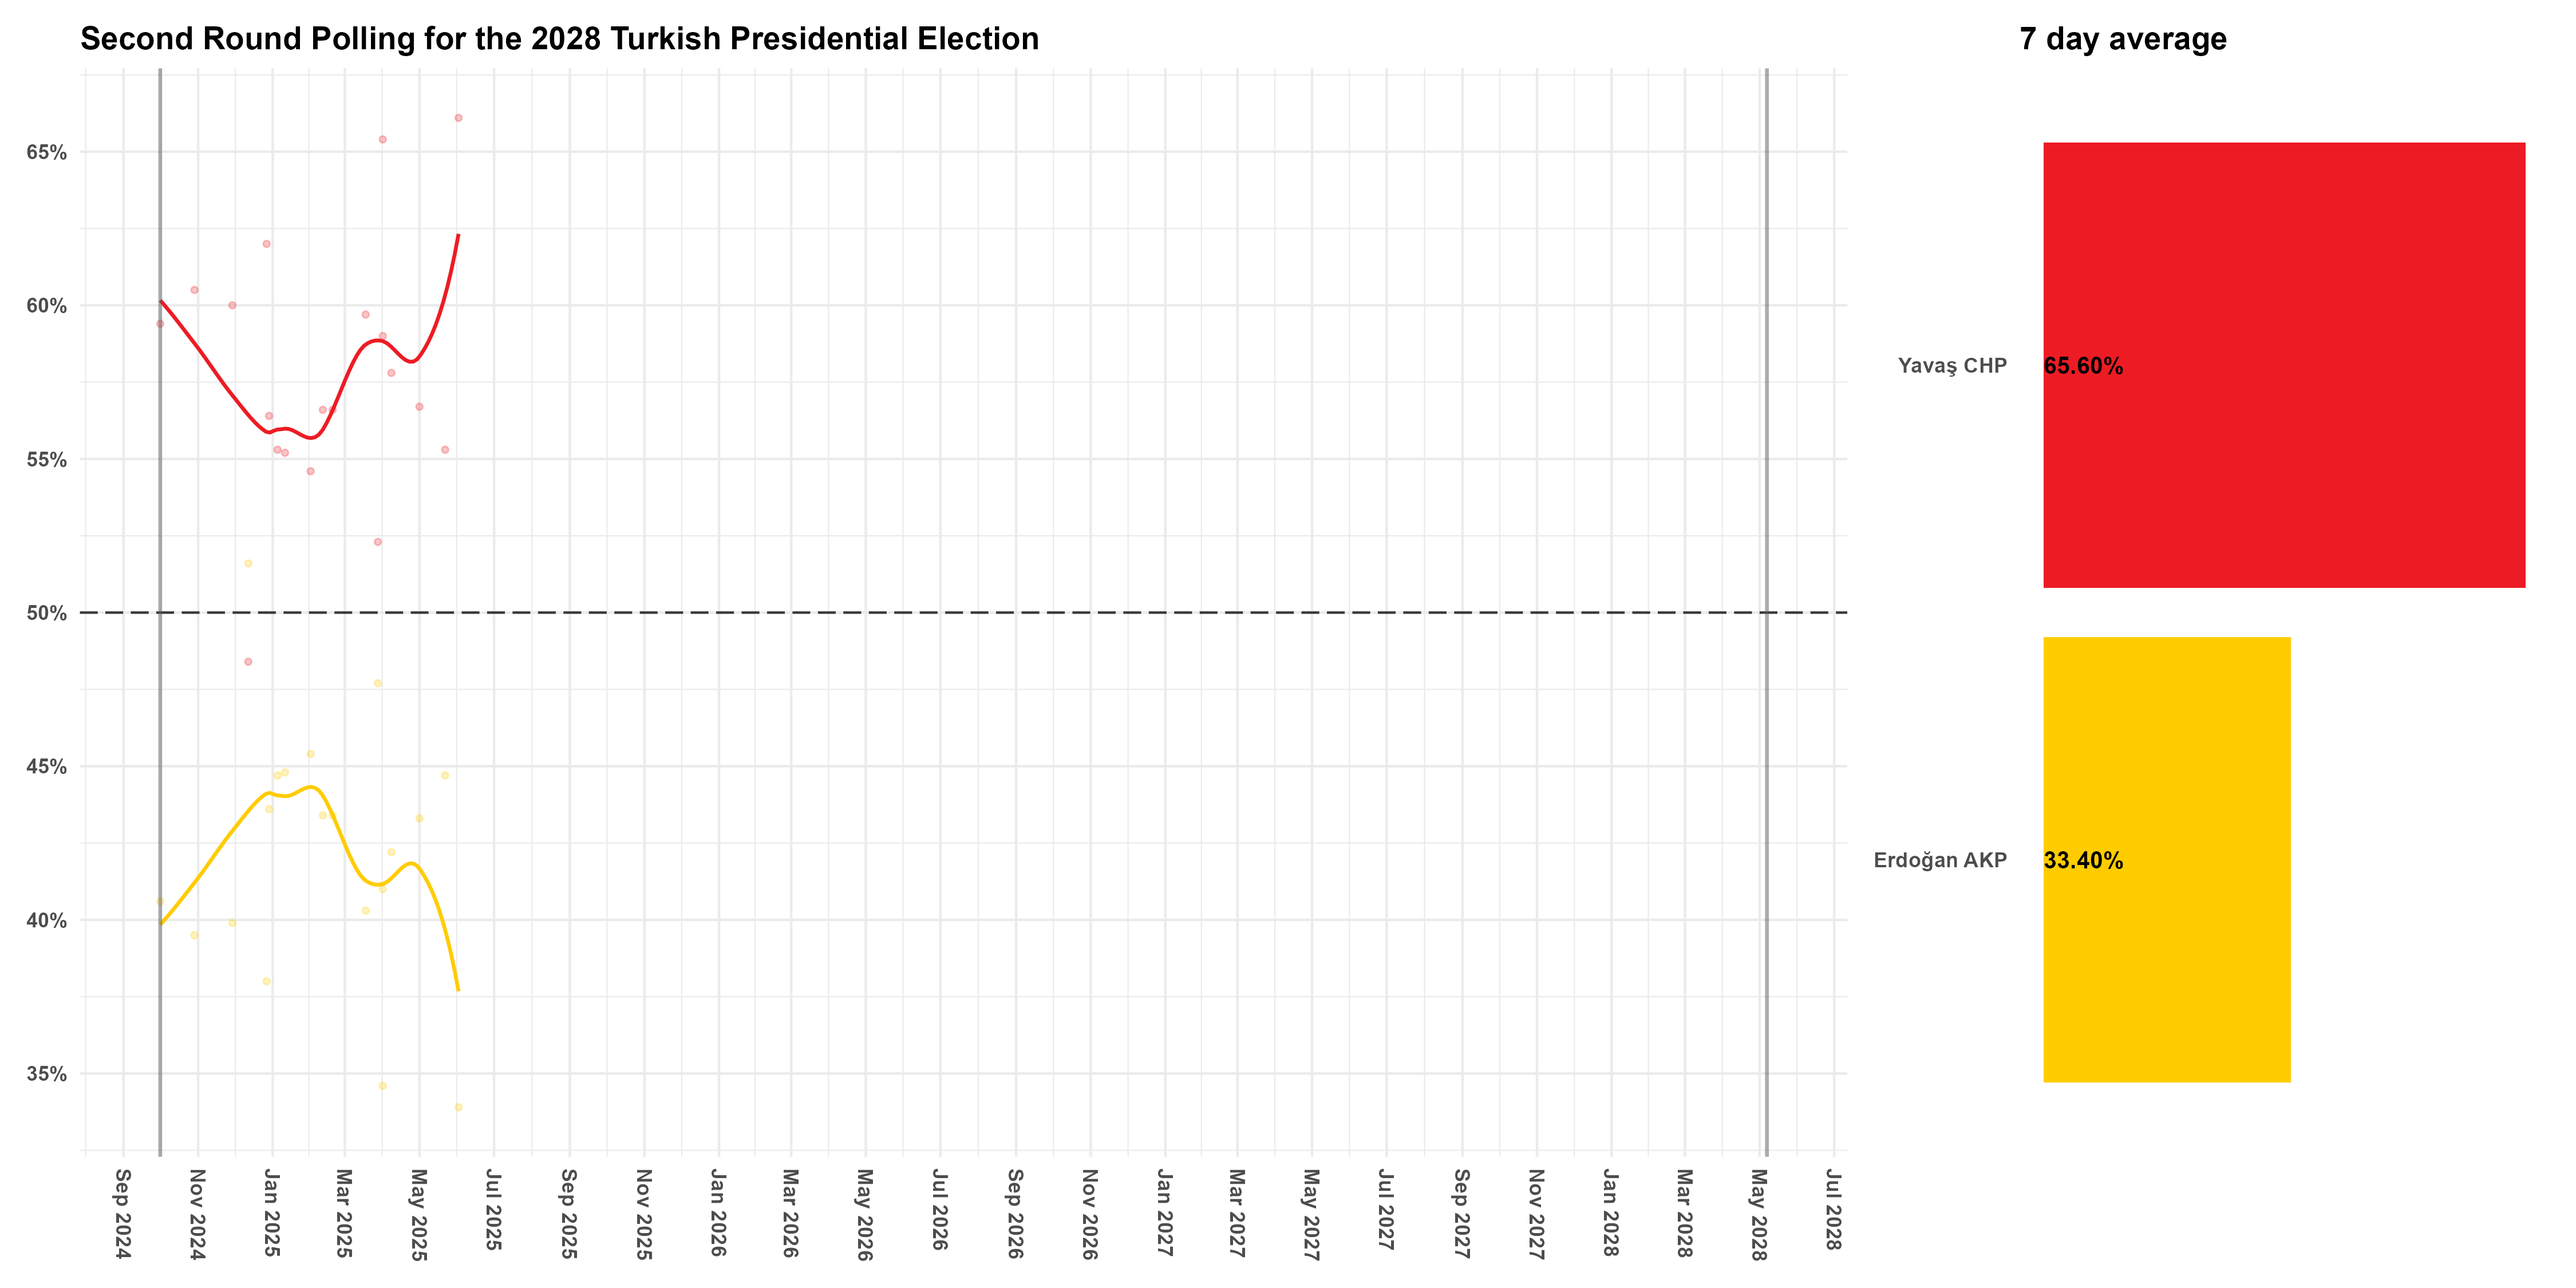 Second Round Polling for the 2028 Turkish Presidential Election
7 day average
65%
60%
55%
50%
45%
40%
35%
Sep 2024
Nov 2024
Jan 2025
Mar 2025
May 2025
Jul 2025
Sep 2025
Nov 2025
Jan 2026
Mar 2026
May 2026
Jul 2026
Sep 2026
Nov 2026
Jan 2027
Mar 2027
May 2027
Jul 2027
Sep 2027
Nov 2027
Jan 2028
Mar 2028
May 2028
Jul 2028
Yavaş CHP
65.60%
Erdoğan AKP
33.40%